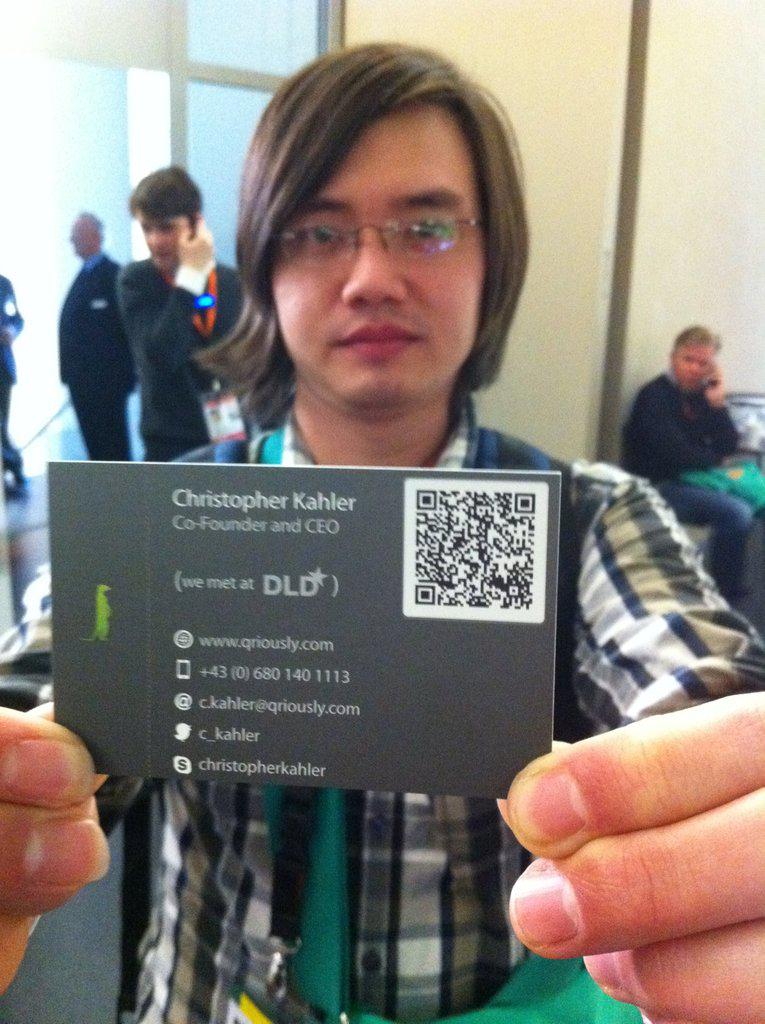 Christopher Kahler
Co-Founder and CEO
(we met at DLD★)
www.qriously.com
+43 (0) 680 140 1113
c.kahler@qriously.com
c_kahler
christopherkahler